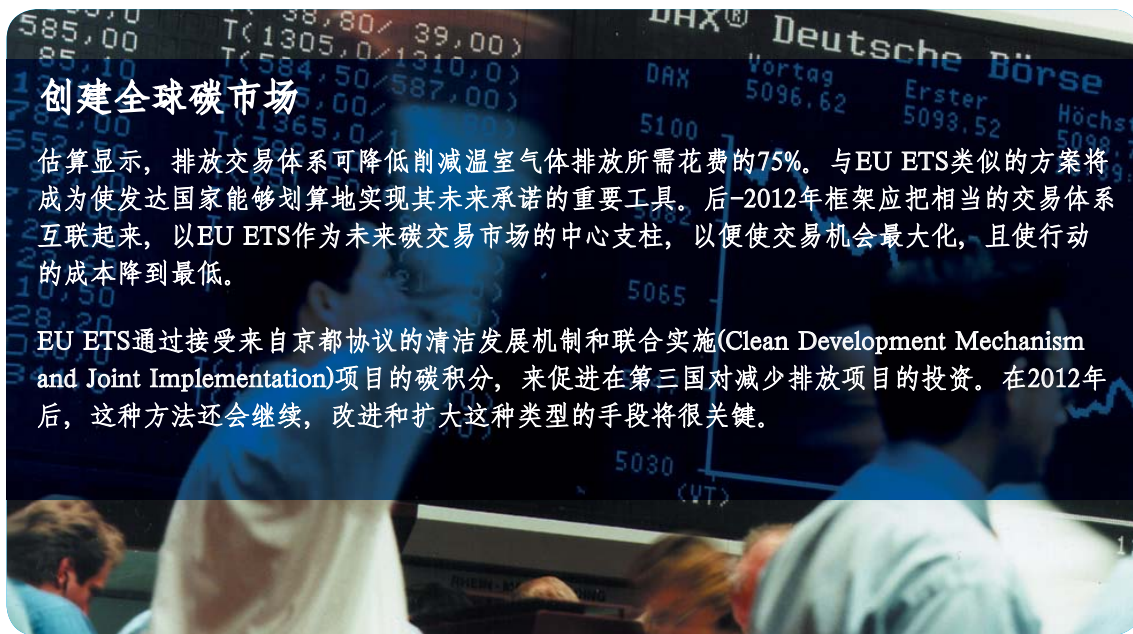 585,00
T( 38,80/ 39,00)
T(1305,0/1310,0)
T(584,50/587,00)
DAX® Deutsche Börse
DAX
Vortag
5096.62
Erster
5093.52
5100
创建全球碳市场
估算显示，排放交易体系可降低削减温室气体排放所需花费的75%。与EU ETS类似的方案将
成为使发达国家能够划算地实现其未来承诺的重要工具。后-2012年框架应把相当的交易体系
互联起来，以EU ETS作为未来碳交易市场的中心支柱，以便使交易机会最大化，且使行动
的成本降到最低。
5065
EU ETS通过接受来自京都协议的清洁发展机制和联合实施(Clean Development Mechanism
and Joint Implementation)项目的碳积分，来促进在第三国对减少排放项目的投资。在2012年
后，这种方法还会继续，改进和扩大这种类型的手段将很关键。
5030
(VT)